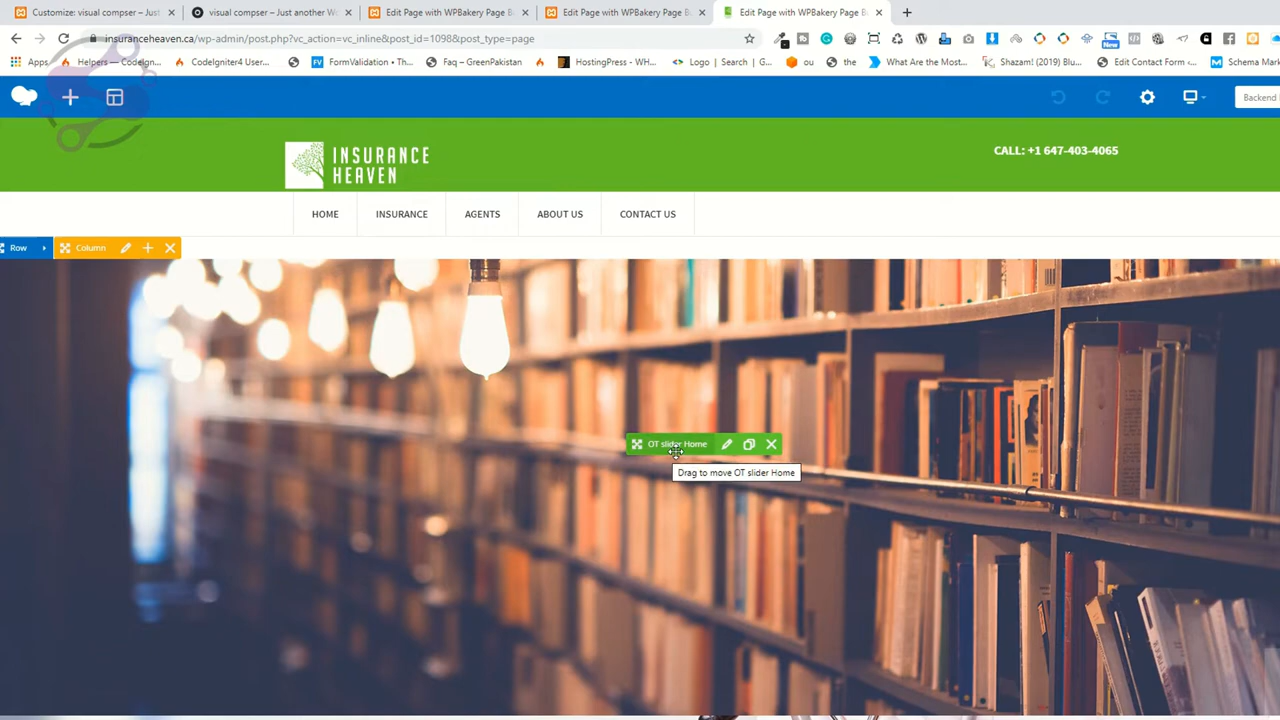 Customize: visual compser – Just
visual compser – Just another W
Edit Page with WPBakery Page B
Edit Page with WPBakery Page B
Edit Page with WPBakery Page B
insuranceheaven.ca/wp-admin/post.php?vc_action=vc_inline&post_id=1098&post_type=page
Apps
Helpers — CodeIgn...
CodeIgniter4 User...
FormValidation • Th...
Faq – GreenPakistan
HostingPress - WH...
Logo | Search | G...
ou
the
What Are the Most...
Shazam! (2019) Blu...
Edit Contact Form ‹...
Schema Mark
New
Backend
INSURANCE
HEAVEN
CALL: +1 647-403-4065
HOME
INSURANCE
AGENTS
ABOUT US
CONTACT US
Row
Column
OT slider Home
Drag to move OT slider Home